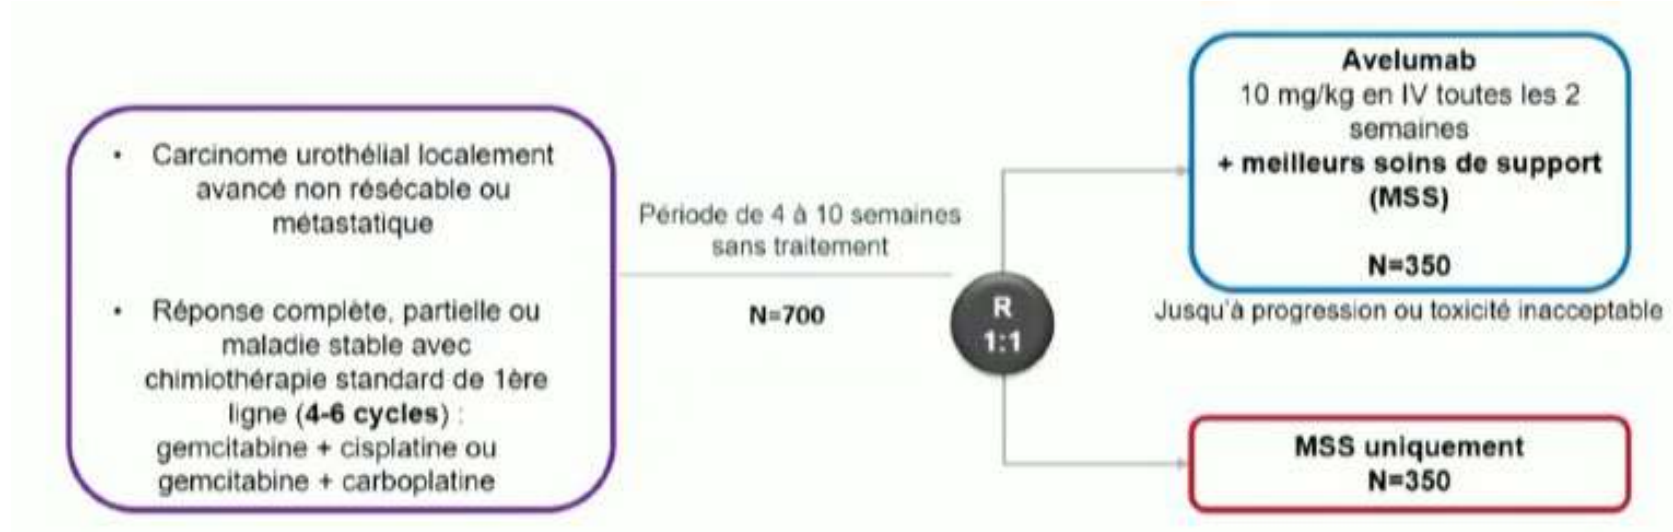 • Carcinome urothélial localement
avancé non résécable ou
métastatique
• Réponse complète, partielle ou
maladie stable avec
chimiothérapie standard de 1ère
ligne (4-6 cycles) :
gemcitabine + cisplatine ou
gemcitabine + carboplatine
Période de 4 à 10 semaines
sans traitement
N=700
R
1:1
Avelumab
10 mg/kg en IV toutes les 2
semaines
+ meilleurs soins de support
(MSS)
N=350
Jusqu'à progression ou toxicité inacceptable
MSS uniquement
N=350